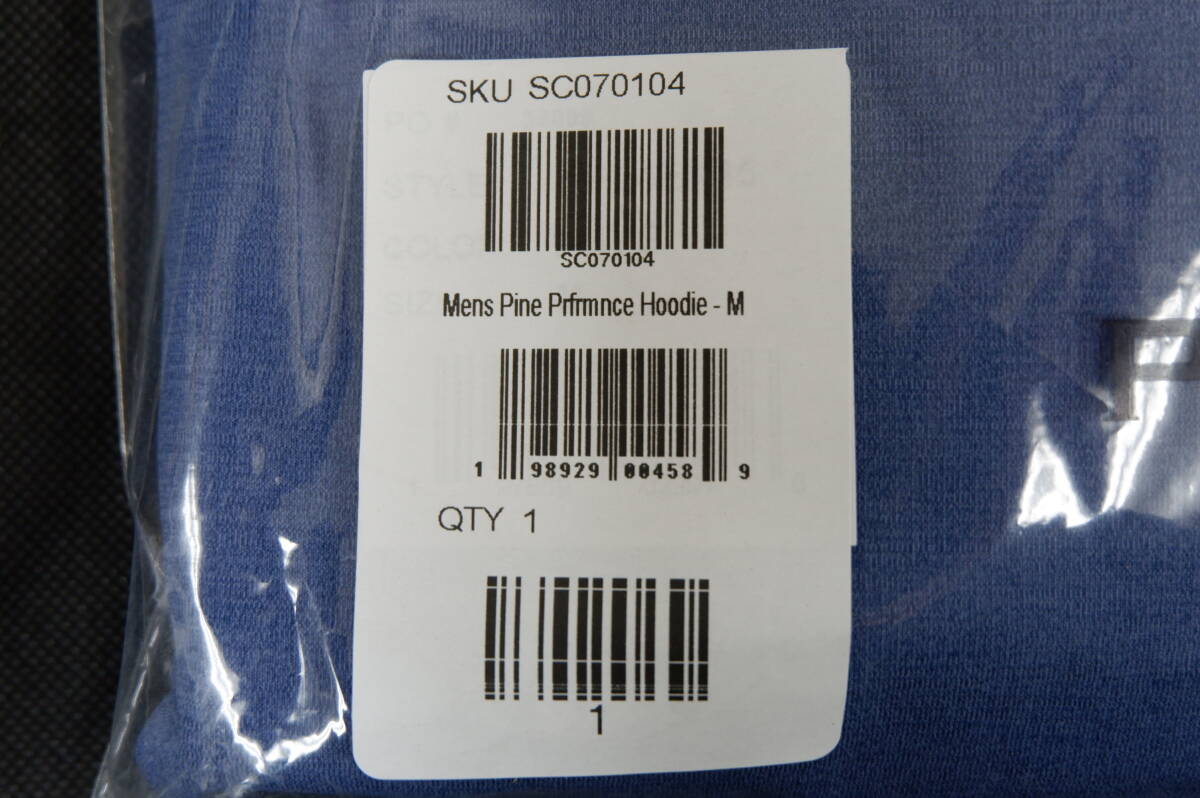 SKU SC070104
SC070104
Mens Pine Prfrmnce Hoodie - M
1 98929 00458 9
QTY 1
1